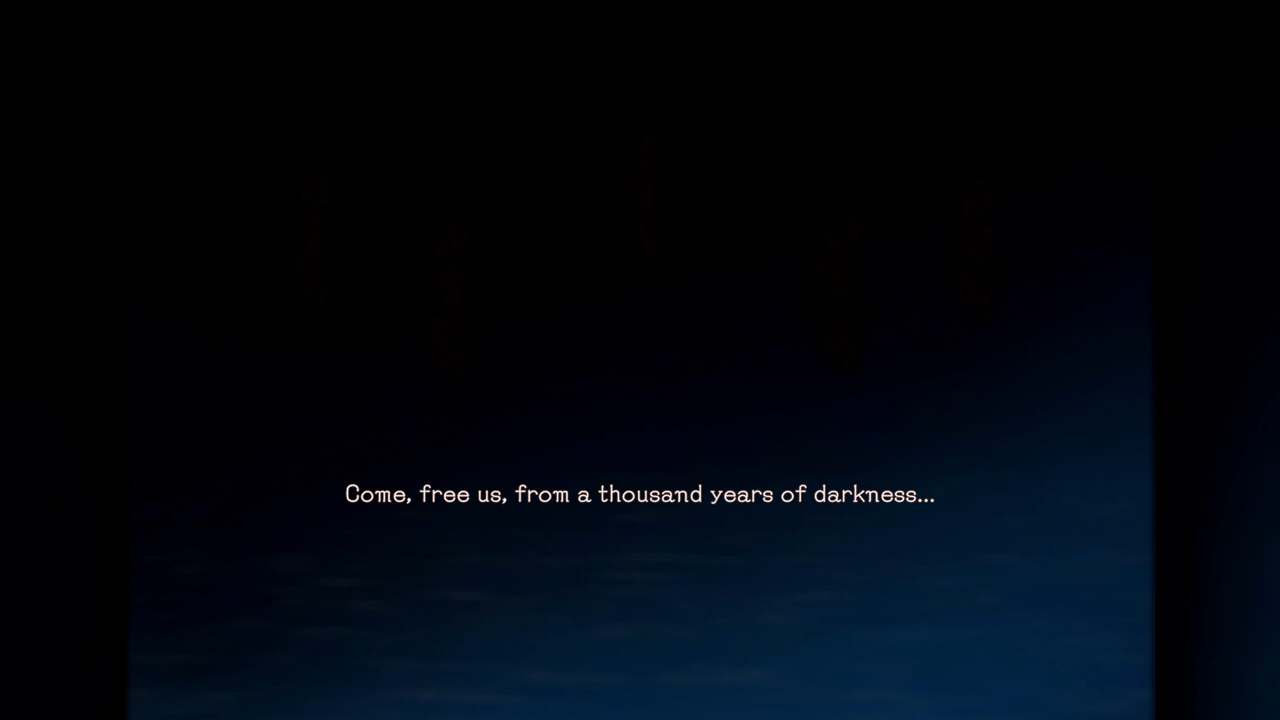 Come, free us, from a thousand years of darkness...